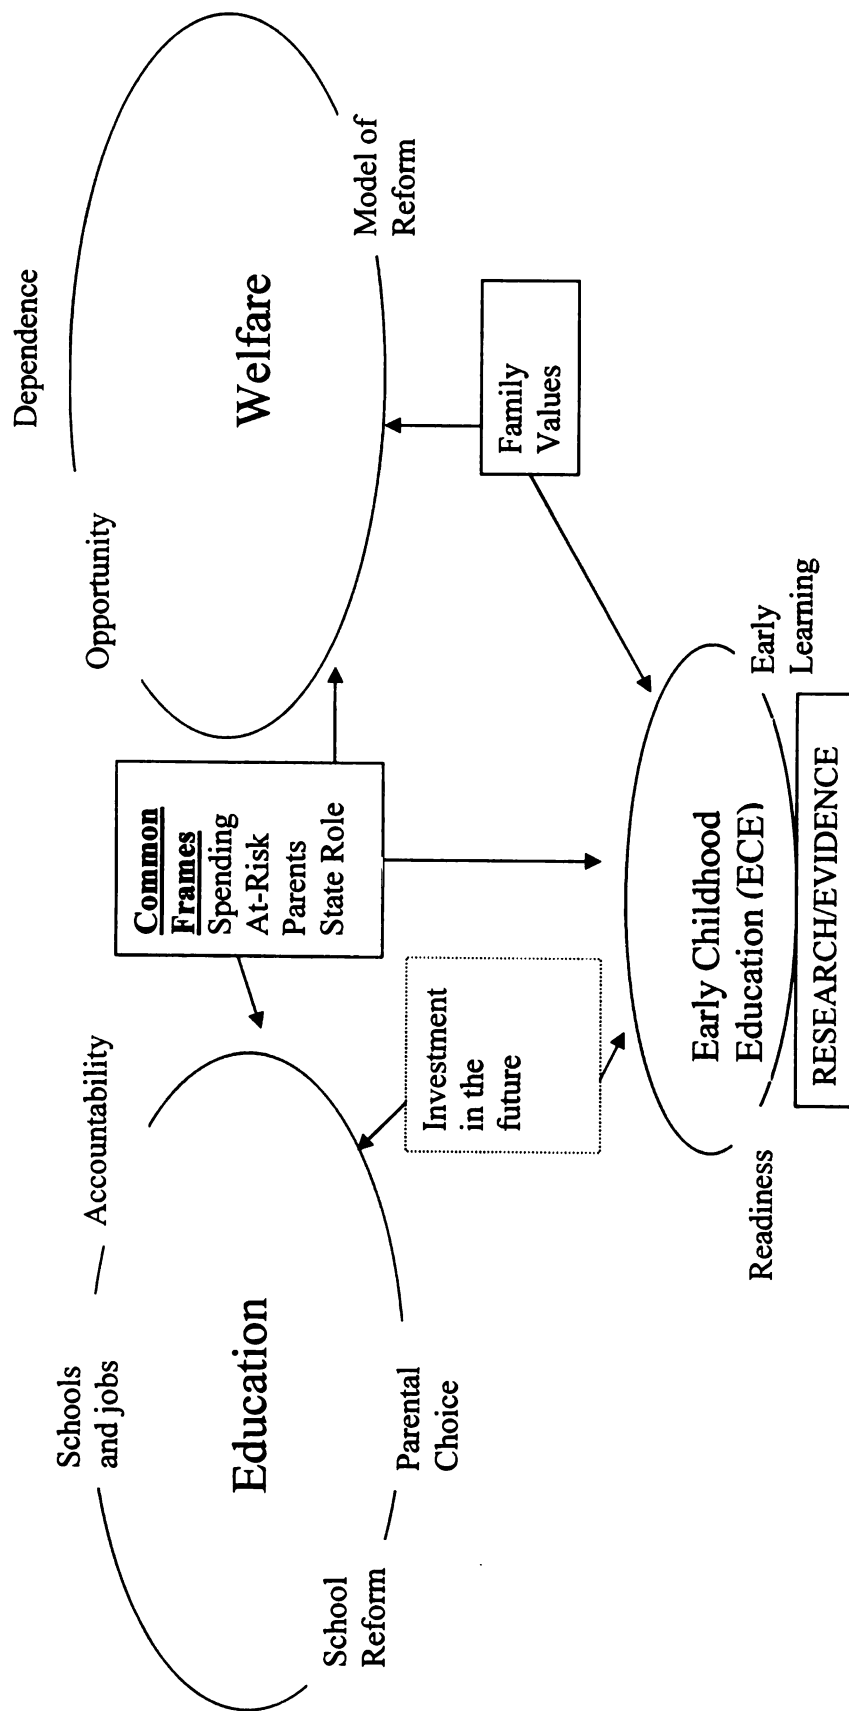 Schools
and jobs
Accountability
Education
School
Reform
Parental
Choice
Common
Frames
Spending
At-Risk
Parents
State Role
Opportunity
Dependence
Welfare
Model of
Reform
Investment
in the
future
Family
Values
Readiness
Early Childhood
Education (ECE)
Early
Learning
RESEARCH/EVIDENCE